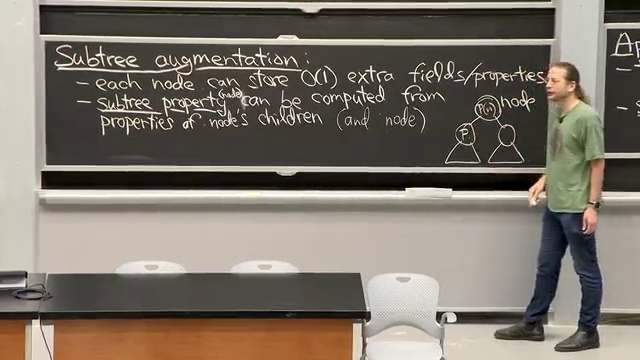 Subtree augmentation:
- each node can store O(1) extra fields/properties
- subtree property(node) can be computed from
properties of node's children (and node)
node
P
Ap
-